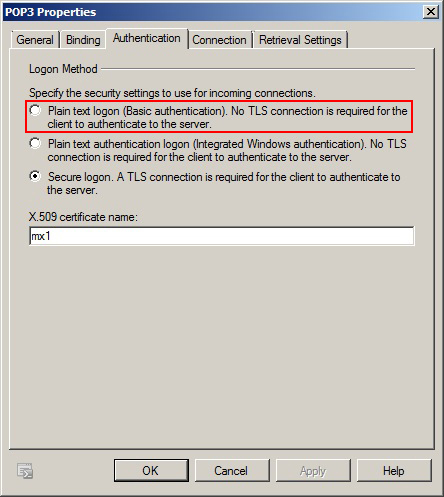 POP3 Properties
General Binding Authentication Connection Retrieval Settings
Logon Method
Specify the security settings to use for incoming connections.
Plain text logon (Basic authentication). No TLS connection is required for the
client to authenticate to the server.
Plain text authentication logon (Integrated Windows authentication). No TLS
connection is required for the client to authenticate to the server.
Secure logon. A TLS connection is required for the client to authenticate to
the server.
X.509 certificate name:
mx1
OK Cancel Apply Help